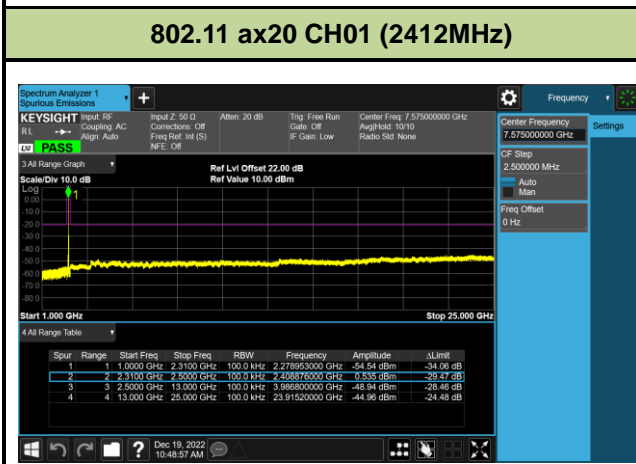 802.11 ax20 CH01 (2412MHz)
Spectrum Analyzer 1
Spurious Emissions
+
Frequency
KEYSIGHT
RL
LW PASS
Input: RF
Coupling: AC
Align: Auto
Input Z: 50 Ω
Corrections: Off
Freq Ref: Int (S)
NFE: Off
Atten: 20 dB
Trig: Free Run
Gate: Off
IF Gain: Low
Center Freq: 7.575000000 GHz
Avg|Hold: 10/10
Radio Std: None
Center Frequency
7.575000000 GHz
Settings
CF Step
2.500000 MHz
Auto
Man
Freq Offset
0 Hz
3 All Range Graph
Scale/Div 10.0 dB
Ref Lvl Offset 22.00 dB
Ref Value 10.00 dBm
Log
1
0.00
-10.0
-20.0
-30.0
-40.0
-50.0
-60.0
-70.0
-80.0
Start 1.000 GHz
Stop 25.000 GHz
4 All Range Table
Spur Range Start Freq Stop Freq RBW Frequency Amplitude ΔLimit
1 1 1.0000 GHz 2.3100 GHz 100.0 kHz 2.278953000 GHz -54.54 dBm -34.06 dB
2 2 2.3100 GHz 2.5000 GHz 100.0 kHz 2.408876000 GHz 0.535 dBm -29.47 dB
3 3 2.5000 GHz 13.000 GHz 100.0 kHz 3.986800000 GHz -48.94 dBm -28.46 dB
4 4 13.000 GHz 25.000 GHz 100.0 kHz 23.91520000 GHz -44.96 dBm -24.48 dB
?
Dec 19, 2022
10:48:57 AM